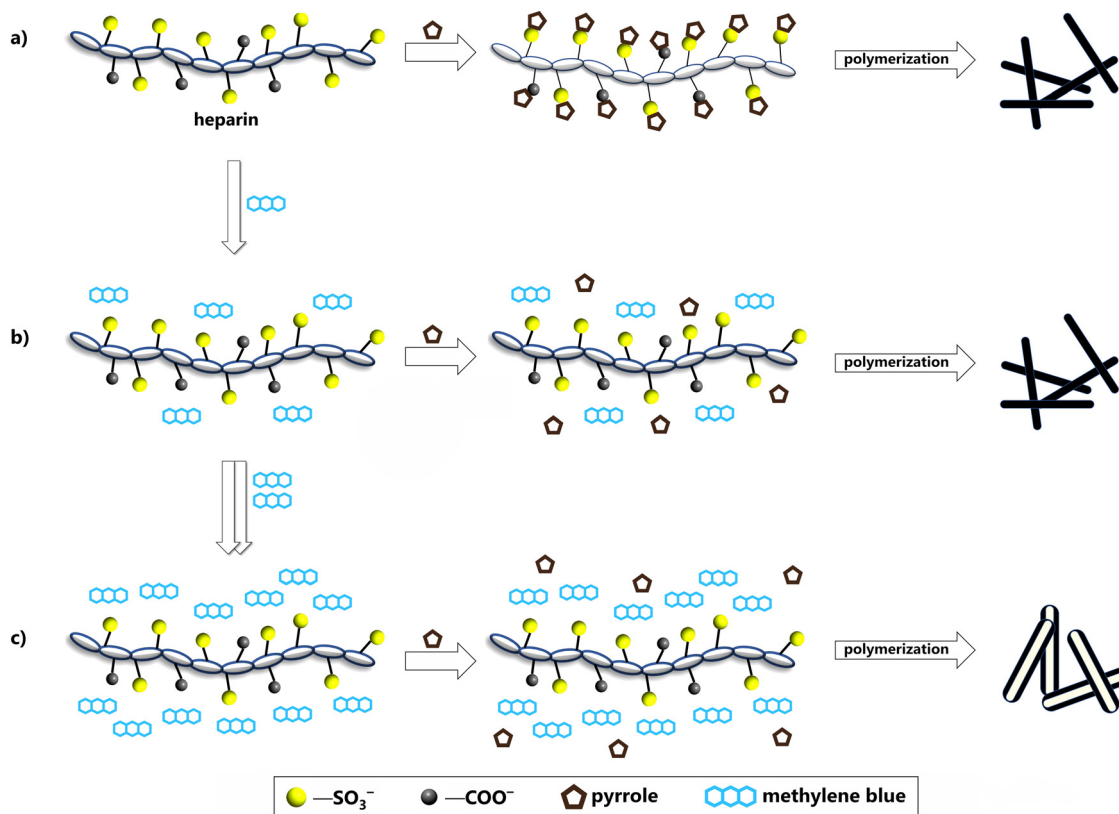 a)
polymerization
heparin
b)
polymerization
c)
polymerization
—SO₃⁻ —COO⁻ pyrrole methylene blue